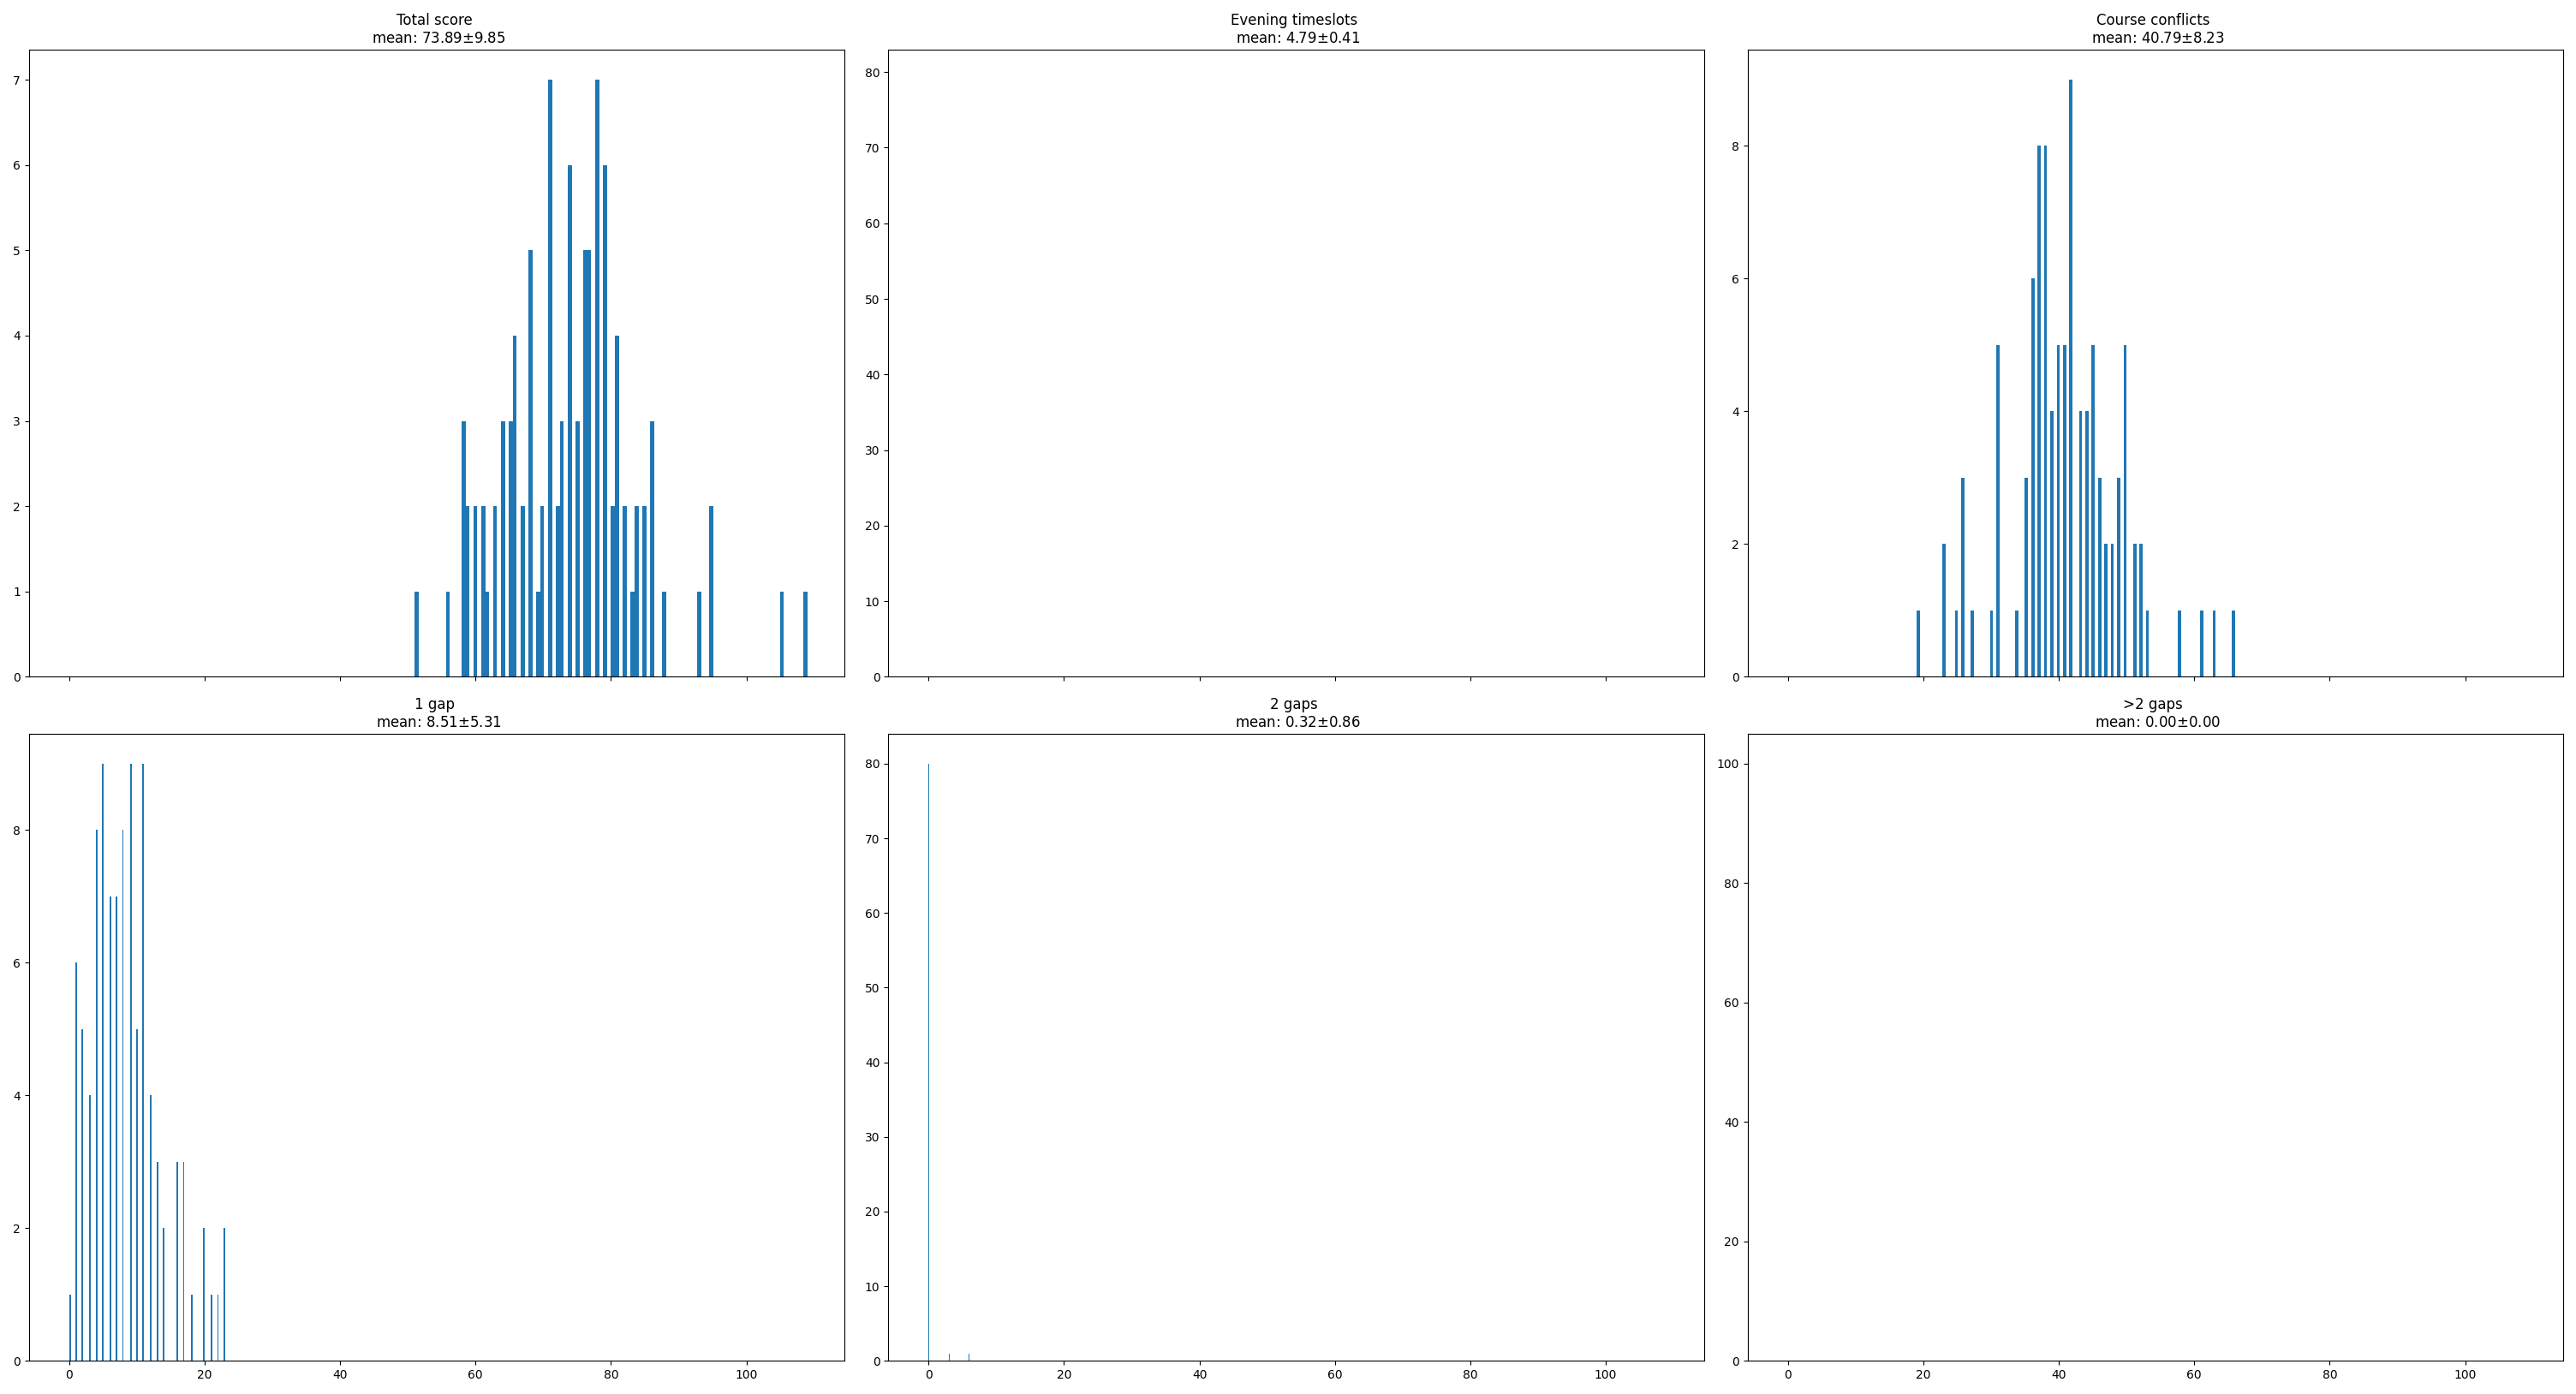 Total score
mean: 73.89±9.85
7
6
5
4
3
2
1
0
Evening timeslots
mean: 4.79±0.41
80
70
60
50
40
30
20
10
0
Course conflicts
mean: 40.79±8.23
8
6
4
2
0
1 gap
mean: 8.51±5.31
8
6
4
2
0
0 20 40 60 80 100
2 gaps
mean: 0.32±0.86
80
70
60
50
40
30
20
10
0
0 20 40 60 80 100
>2 gaps
mean: 0.00±0.00
100
80
60
40
20
0
0 20 40 60 80 100